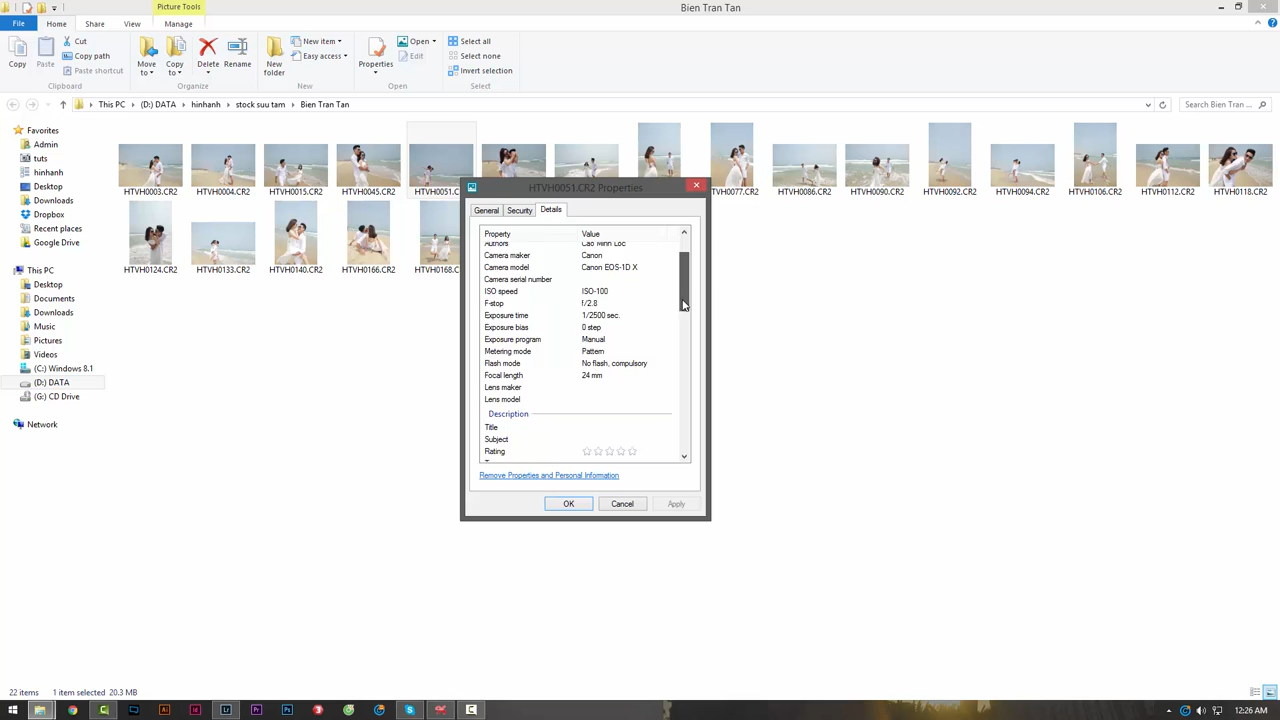 Picture Tools
Bien Tran Tan
File
Home
Share
View
Manage
Copy
Paste
Cut
Copy path
Paste shortcut
Clipboard
Move to
Copy to
Delete
Rename
Organize
New folder
New item
Easy access
New
Properties
Open
Edit
Open
Select all
Select none
Invert selection
Select
This PC
(D:) DATA
hinhanh
stock suu tam
Bien Tran Tan
Search Bien Tran ...
Favorites
Admin
tuts
hinhanh
Desktop
Downloads
Dropbox
Recent places
Google Drive
This PC
Desktop
Documents
Downloads
Music
Pictures
Videos
(C:) Windows 8.1
(D:) DATA
(G:) CD Drive
Network
HTVH0003.CR2
HTVH0004.CR2
HTVH0015.CR2
HTVH0045.CR2
HTVH0051.C
HTVH0077.CR2
HTVH0086.CR2
HTVH0090.CR2
HTVH0092.CR2
HTVH0094.CR2
HTVH0106.CR2
HTVH0112.CR2
HTVH0118.CR2
HTVH0124.CR2
HTVH0133.CR2
HTVH0140.CR2
HTVH0166.CR2
HTVH0168.C
HTVH0051.CR2 Properties
General
Security
Details
Property Value
Authors Cao Minh Loc
Camera maker Canon
Camera model Canon EOS-1D X
Camera serial number
ISO speed ISO-100
F-stop f/2.8
Exposure time 1/2500 sec.
Exposure bias 0 step
Exposure program Manual
Metering mode Pattern
Flash mode No flash, compulsory
Focal length 24 mm
Lens maker
Lens model
Description
Title
Subject
Rating
Remove Properties and Personal Information
OK
Cancel
Apply
22 items 1 item selected 20.3 MB
12:26 AM